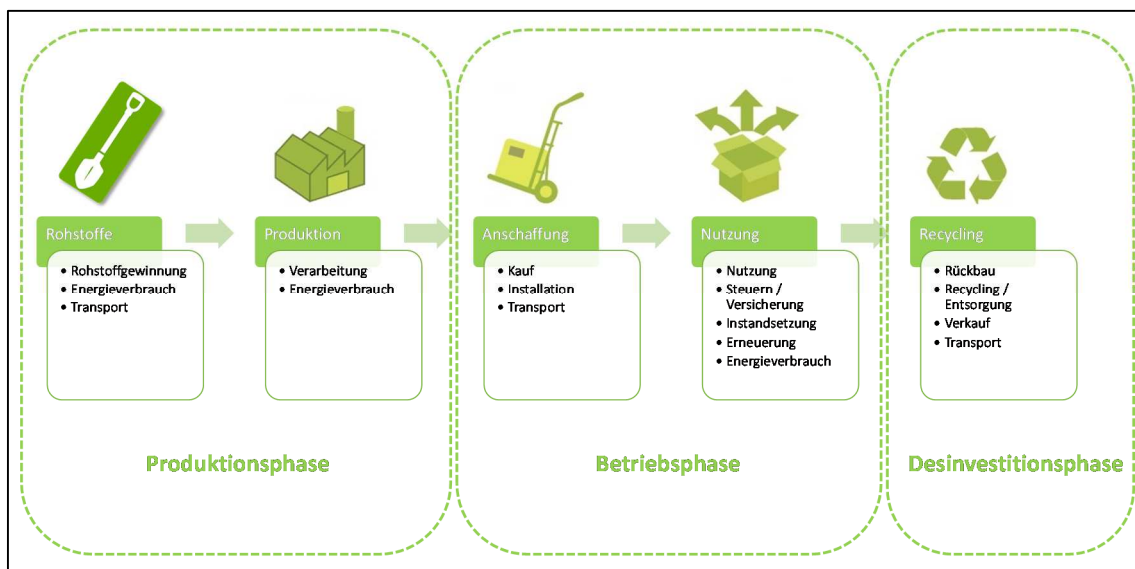 Rohstoffe
• Rohstoffgewinnung
• Energieverbrauch
• Transport
Produktion
• Verarbeitung
• Energieverbrauch
Produktionsphase
Anschaffung
• Kauf
• Installation
• Transport
Nutzung
• Nutzung
• Steuern /
Versicherung
• Instandsetzung
• Erneuerung
• Energieverbrauch
Betriebsphase
Recycling
• Rückbau
• Recycling /
Entsorgung
• Verkauf
• Transport
Desinvestitionsphase